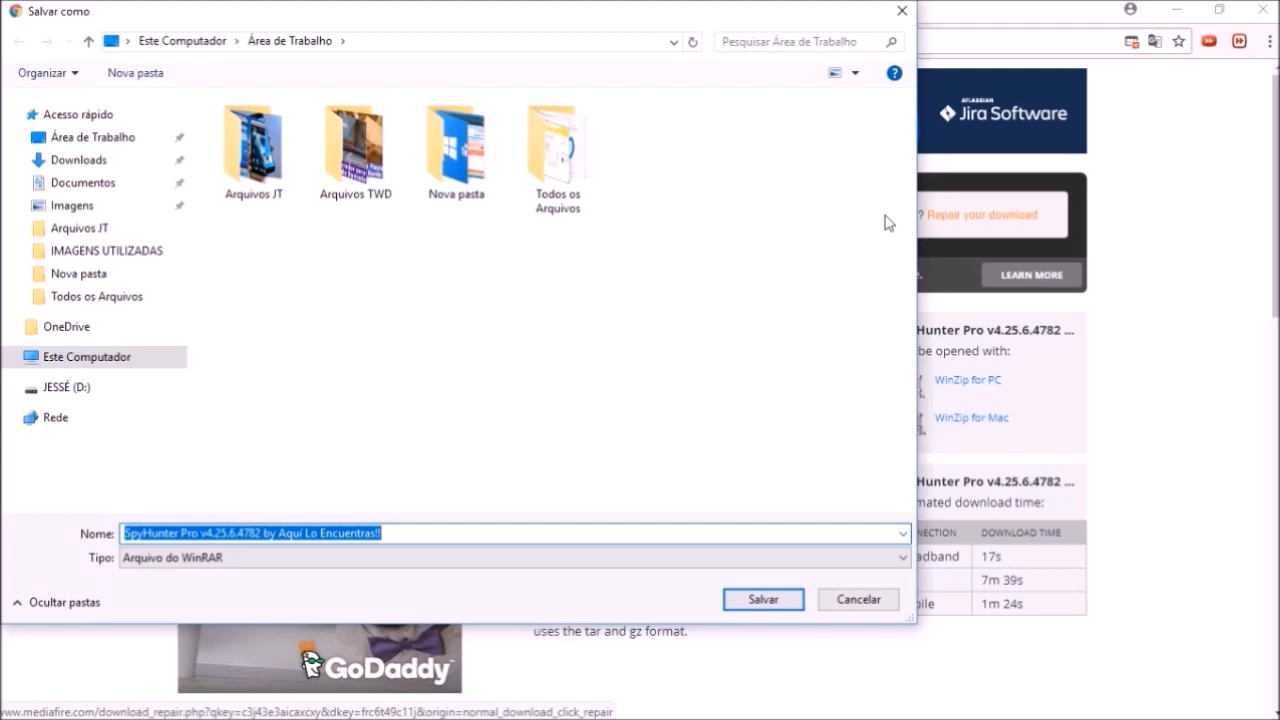 Salvar como
Este Computador
Área de Trabalho
Pesquisar Área de Trabalho
Organizar
Nova pasta
?
Acesso rápido
Área de Trabalho
Downloads
Documentos
Imagens
Arquivos JT
IMAGENS UTILIZADAS
Nova pasta
Todos os Arquivos
OneDrive
Este Computador
JESSÉ (D:)
Rede
Arquivos JT
Arquivos TWD
Nova pasta
Todos os
Arquivos
Nome:
SpyHunter Pro v4.25.6.4782 by Aquí Lo Encuentras!!
Tipo:
Arquivo do WinRAR
Ocultar pastas
Salvar
Cancelar
ATLASSIAN
Jira Software
? Repair your download
LEARN MORE
Hunter Pro v4.25.6.4782 ...
be opened with:
WinZip for PC
WinZip for Mac
Hunter Pro v4.25.6.4782 ...
mated download time:
NECTION
DOWNLOAD TIME
adband
17s
7m 39s
ile
1m 24s
uses the tar and gz format.
GoDaddy
www.mediafire.com/download_repair.php?qkey=c3j43e3aicaxcxy&dkey=frc6t49c11j&origin=normal_download_click_repair